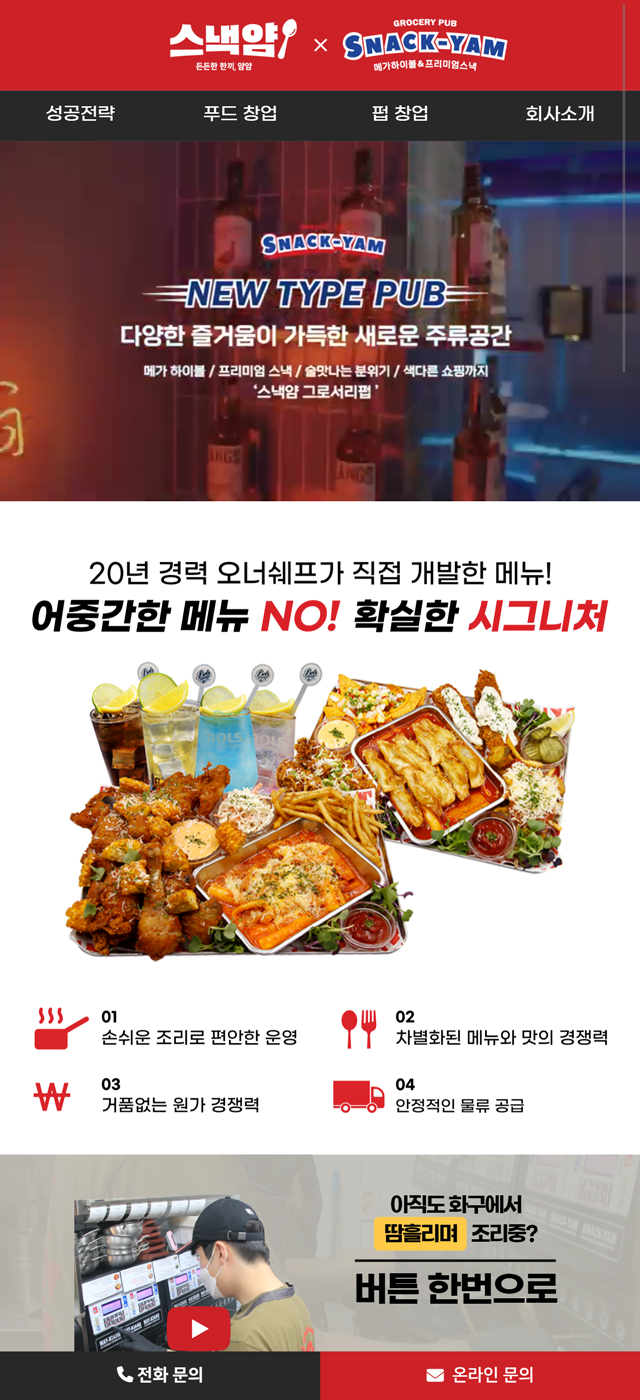 스낵얌
든든한 한끼, 얌얌
×
GROCERY PUB
SNACK-YAM
메가하이볼&프리미엄스낵
성공전략 푸드 창업 펍 창업 회사소개
SNACK-YAM
NEW TYPE PUB
다양한 즐거움이 가득한 새로운 주류공간
메가 하이볼 / 프리미엄 스낵 / 술맛나는 분위기 / 색다른 쇼핑까지
‘스낵얌 그로서리펍 ’
20년 경력 오너쉐프가 직접 개발한 메뉴!
어중간한 메뉴 NO! 확실한 시그니처
01
손쉬운 조리로 편안한 운영
02
차별화된 메뉴와 맛의 경쟁력
03
거품없는 원가 경쟁력
04
안정적인 물류 공급
아직도 화구에서
땀흘리며 조리중?
버튼 한번으로
전화 문의
온라인 문의